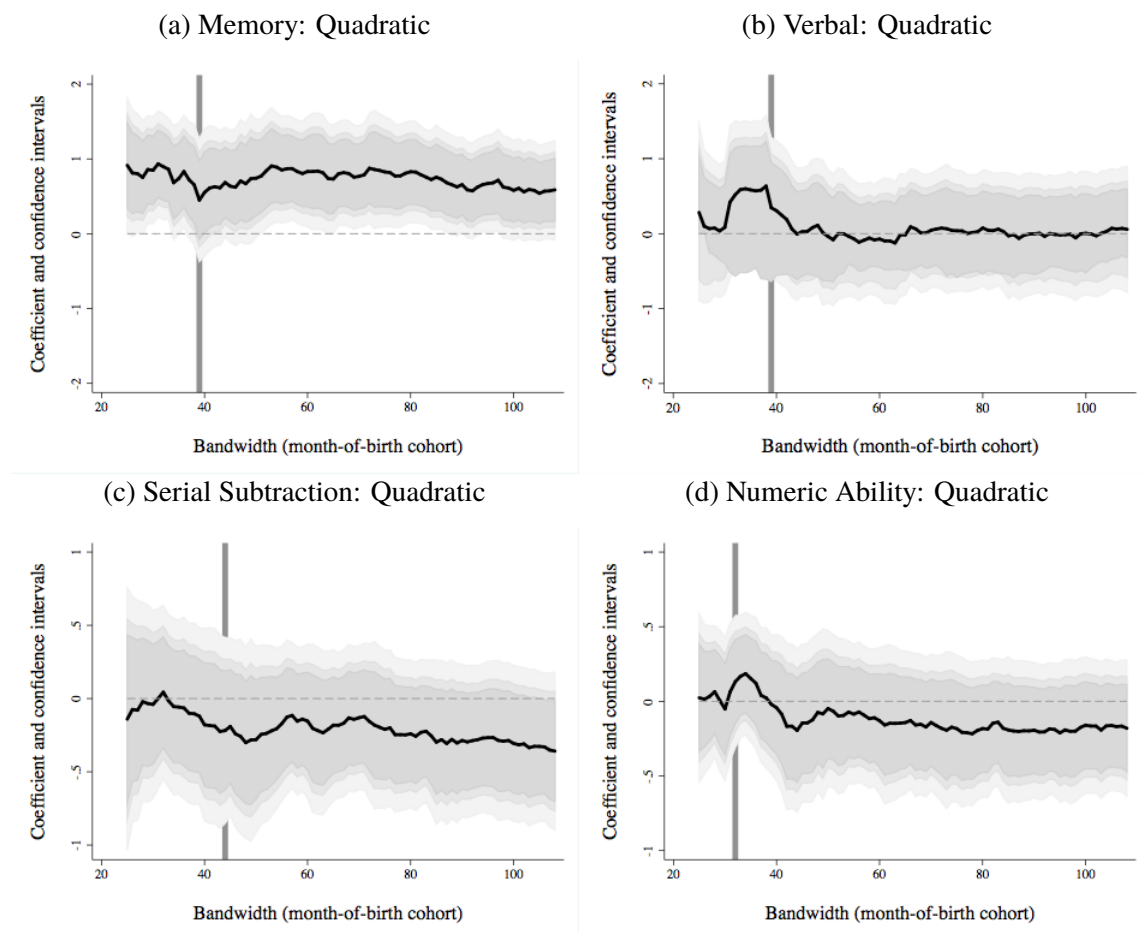 (a) Memory: Quadratic
Coefficient and confidence intervals
2
1
0
-1
-2
20 40 60 80 100
Bandwidth (month-of-birth cohort)
(b) Verbal: Quadratic
Coefficient and confidence intervals
2
1
0
-1
-2
20 40 60 80 100
Bandwidth (month-of-birth cohort)
(c) Serial Subtraction: Quadratic
Coefficient and confidence intervals
1
.5
0
-.5
-1
20 40 60 80 100
Bandwidth (month-of-birth cohort)
(d) Numeric Ability: Quadratic
Coefficient and confidence intervals
1
.5
0
-.5
-1
20 40 60 80 100
Bandwidth (month-of-birth cohort)